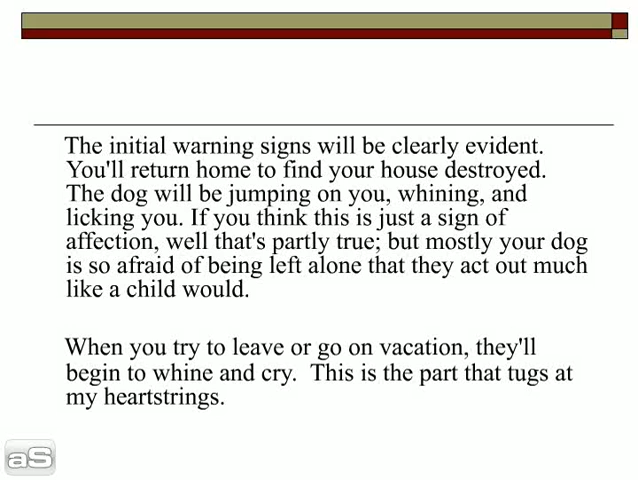 The initial warning signs will be clearly evident.
You'll return home to find your house destroyed.
The dog will be jumping on you, whining, and
licking you. If you think this is just a sign of
affection, well that's partly true; but mostly your dog
is so afraid of being left alone that they act out much
like a child would.
When you try to leave or go on vacation, they'll
begin to whine and cry.  This is the part that tugs at
my heartstrings.
aS